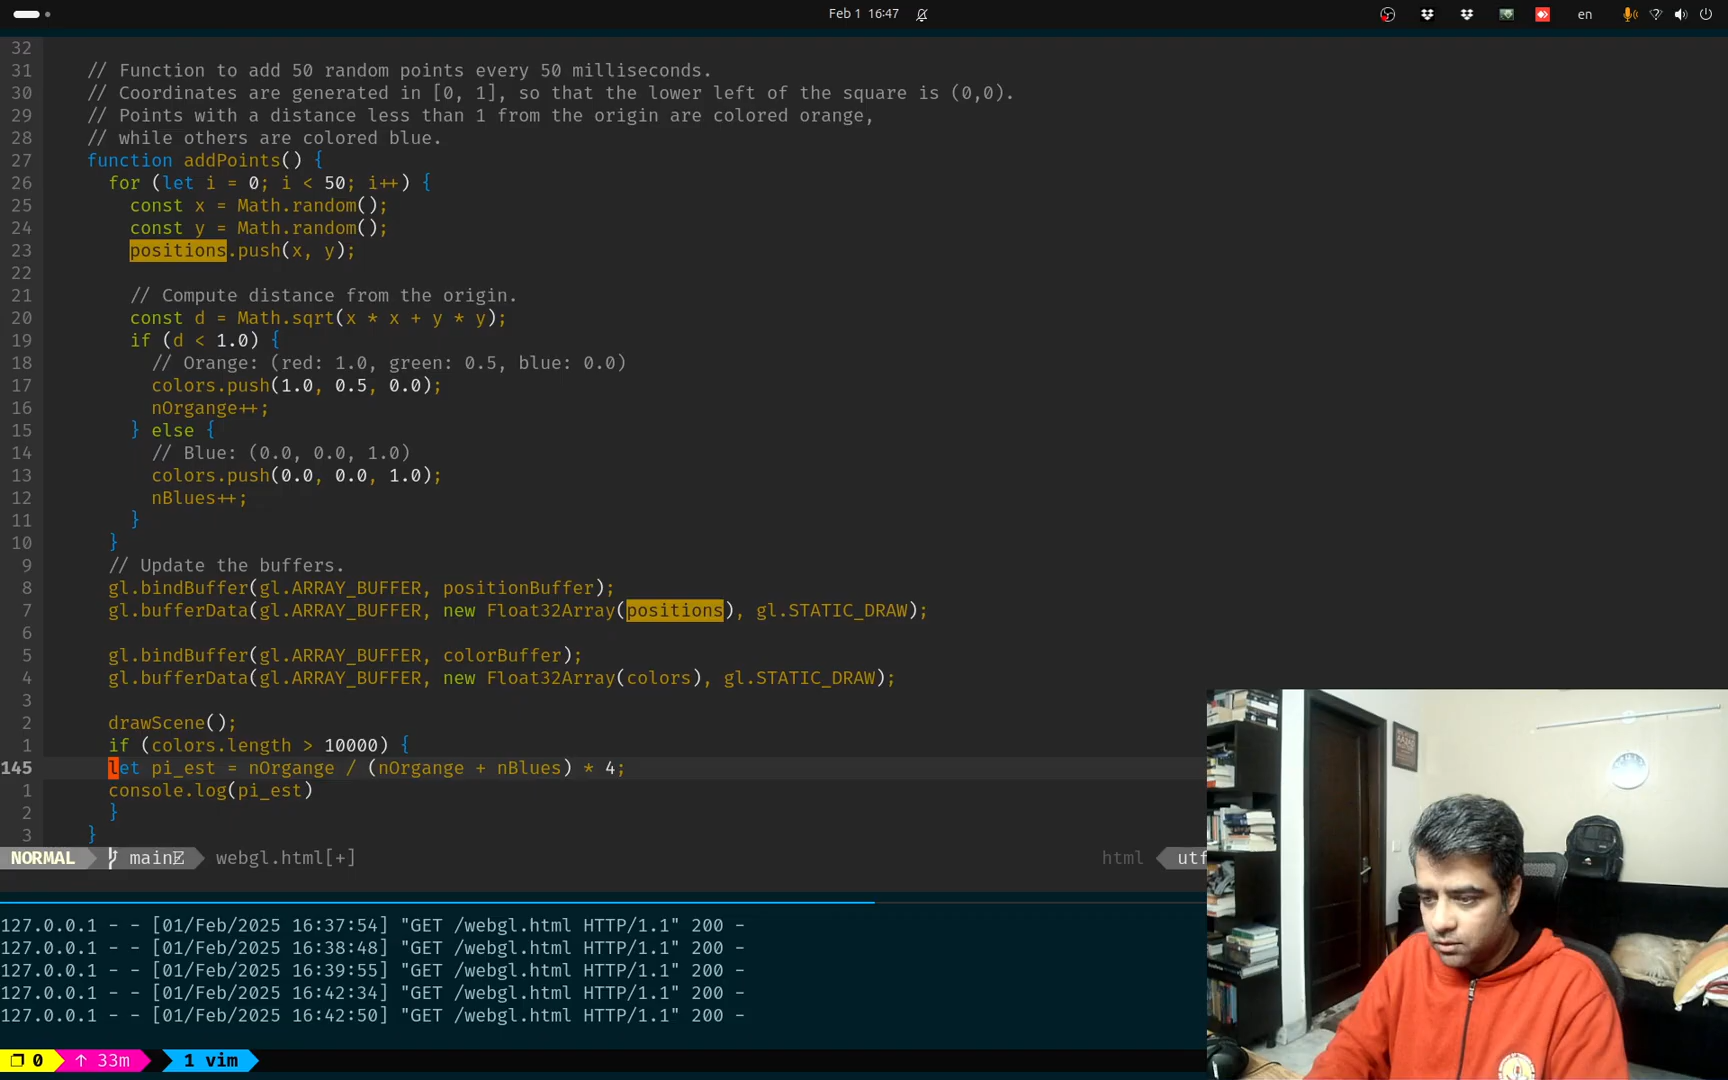 Feb 1 16:47
en
32
31 // Function to add 50 random points every 50 milliseconds.
30 // Coordinates are generated in [0, 1], so that the lower left of the square is (0,0).
29 // Points with a distance less than 1 from the origin are colored orange,
28 // while others are colored blue.
27 function addPoints() {
26 for (let i = 0; i < 50; i++) {
25 const x = Math.random();
24 const y = Math.random();
23 positions.push(x, y);
22
21 // Compute distance from the origin.
20 const d = Math.sqrt(x * x + y * y);
19 if (d < 1.0) {
18 // Orange: (red: 1.0, green: 0.5, blue: 0.0)
17 colors.push(1.0, 0.5, 0.0);
16 nOrgange++;
15 } else {
14 // Blue: (0.0, 0.0, 1.0)
13 colors.push(0.0, 0.0, 1.0);
12 nBlues++;
11 }
10 }
9 // Update the buffers.
8 gl.bindBuffer(gl.ARRAY_BUFFER, positionBuffer);
7 gl.bufferData(gl.ARRAY_BUFFER, new Float32Array(positions), gl.STATIC_DRAW);
6
5 gl.bindBuffer(gl.ARRAY_BUFFER, colorBuffer);
4 gl.bufferData(gl.ARRAY_BUFFER, new Float32Array(colors), gl.STATIC_DRAW);
3
2 drawScene();
1 if (colors.length > 10000) {
145 let pi_est = nOrgange / (nOrgange + nBlues) * 4;
1 console.log(pi_est)
2 }
3 }
NORMAL main webgl.html[+] html utf
127.0.0.1 - - [01/Feb/2025 16:37:54] "GET /webgl.html HTTP/1.1" 200 -
127.0.0.1 - - [01/Feb/2025 16:38:48] "GET /webgl.html HTTP/1.1" 200 -
127.0.0.1 - - [01/Feb/2025 16:39:55] "GET /webgl.html HTTP/1.1" 200 -
127.0.0.1 - - [01/Feb/2025 16:42:34] "GET /webgl.html HTTP/1.1" 200 -
127.0.0.1 - - [01/Feb/2025 16:42:50] "GET /webgl.html HTTP/1.1" 200 -
0 ↑ 33m 1 vim